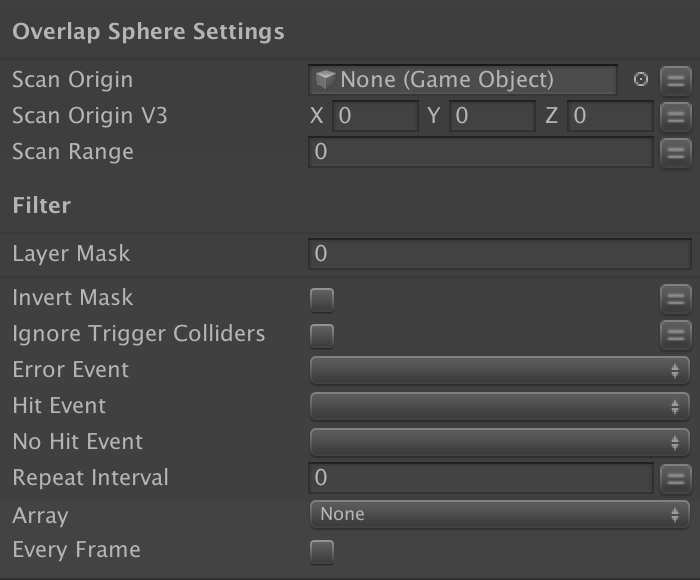 Overlap Sphere Settings
Scan Origin None (Game Object)
Scan Origin V3 X 0 Y 0 Z 0
Scan Range 0
Filter
Layer Mask 0
Invert Mask
Ignore Trigger Colliders
Error Event
Hit Event
No Hit Event
Repeat Interval 0
Array None
Every Frame